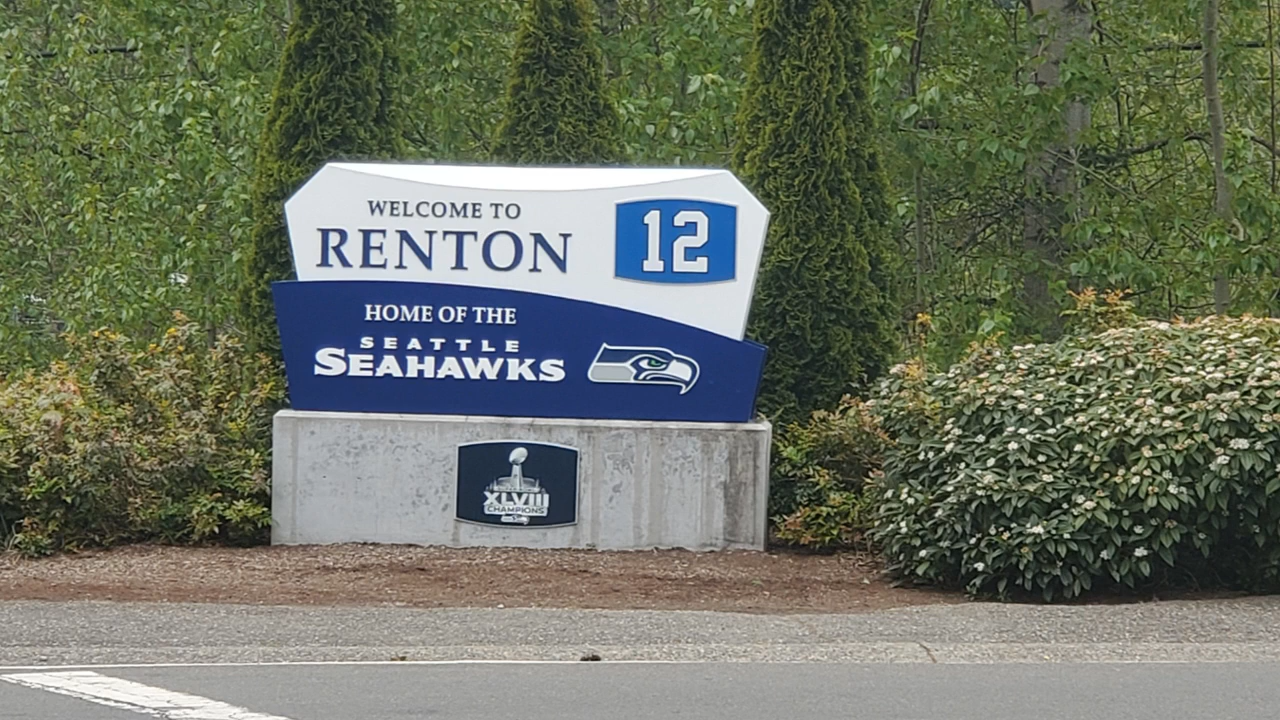 WELCOME TO
RENTON
12
HOME OF THE
SEATTLE
SEAHAWKS
XLVIII
CHAMPIONS